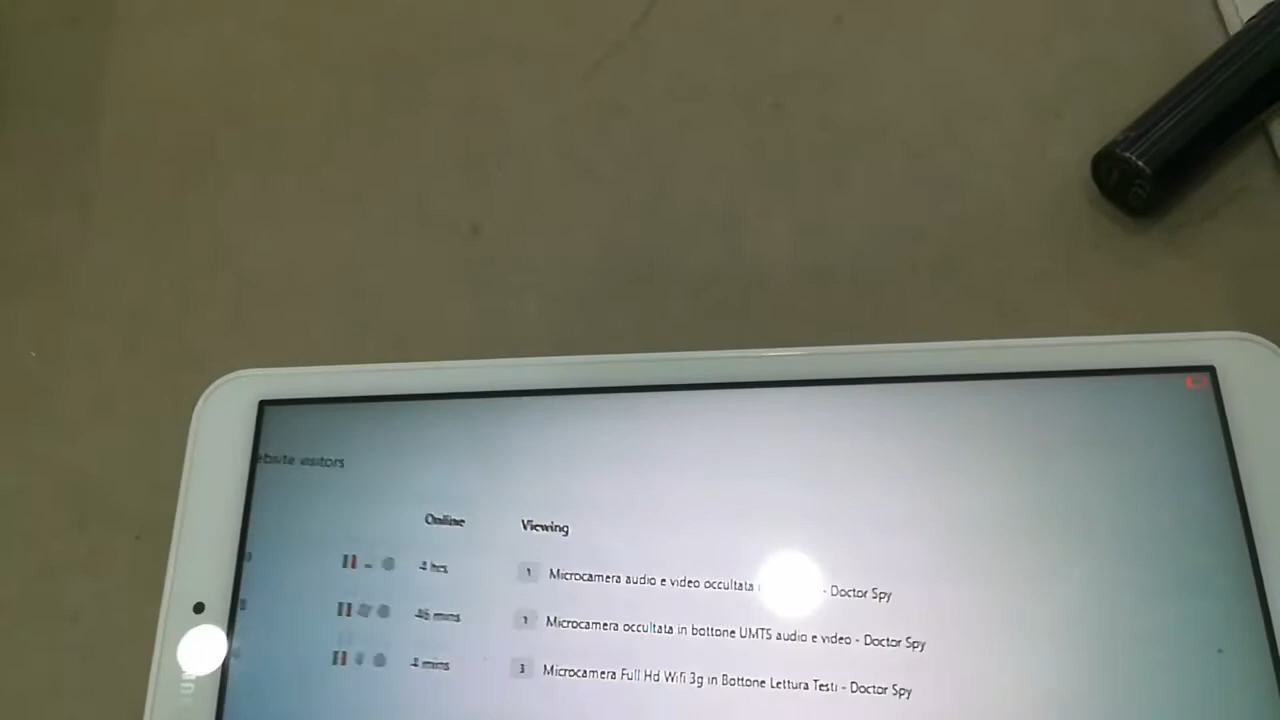 ebsite visitors
Online Viewing
4 hrs 1 Microcamera audio e video occultata - Doctor Spy
46 mins Microcamera occultata in bottone UMTS audio e video - Doctor Spy
4 mins 3 Microcamera Full Hd Wifi 3g in Bottone Lettura Testi - Doctor Spy